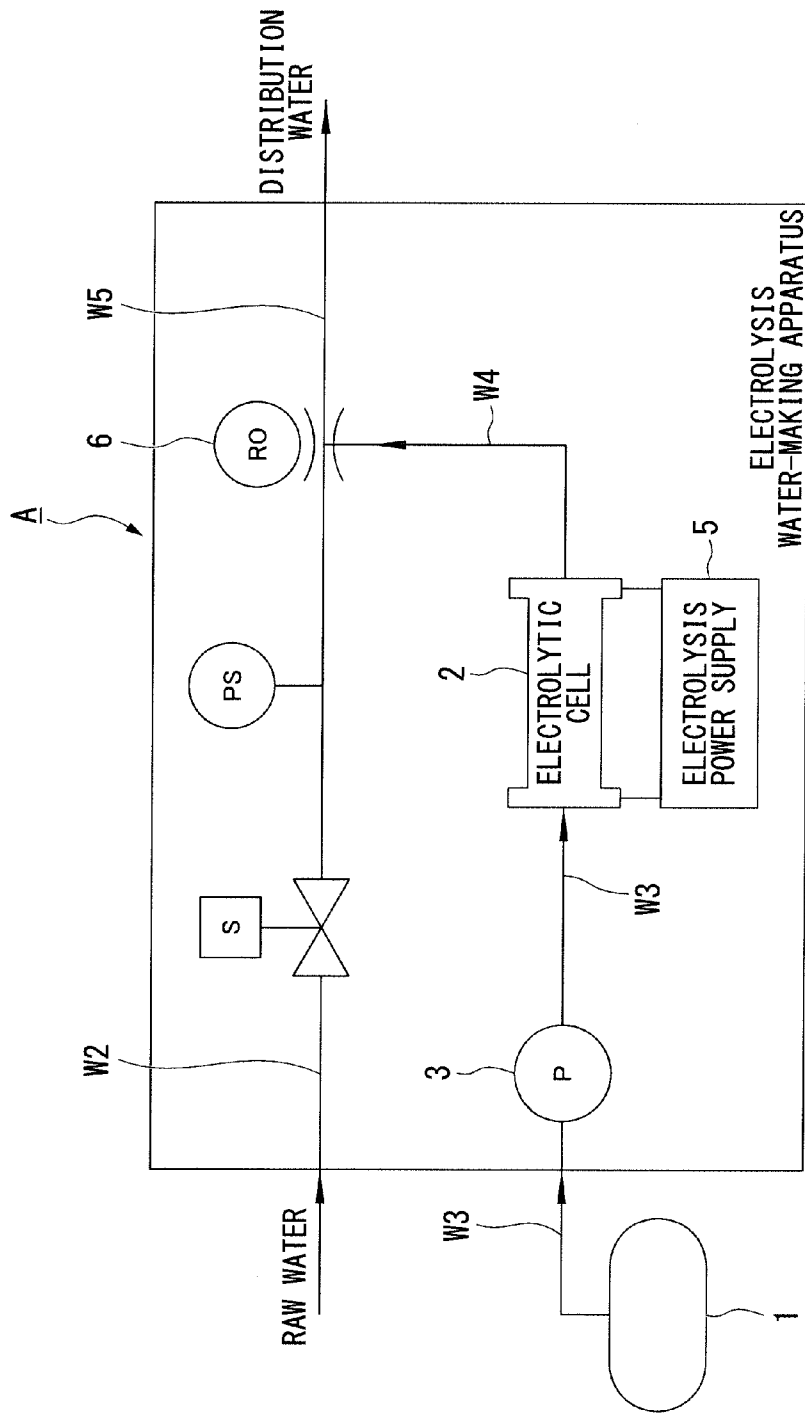 A
DISTRIBUTION
WATER
W2
S
PS
6
RO
W5
RAW WATER
W3
3
P
W3
2
ELECTROLYTIC
CELL
W4
5
ELECTROLYSIS
POWER SUPPLY
1
ELECTROLYSIS
WATER-MAKING APPARATUS